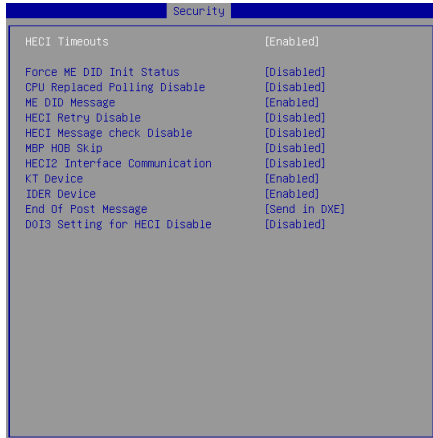 Security
HECI Timeouts [Enabled]
Force ME DID Init Status [Disabled]
CPU Replaced Polling Disable [Disabled]
ME DID Message [Enabled]
HECI Retry Disable [Disabled]
HECI Message check Disable [Disabled]
MBP HOB Skip [Disabled]
HECI2 Interface Communication [Disabled]
KT Device [Enabled]
IDER Device [Enabled]
End Of Post Message [Send in DXE]
D0I3 Setting for HECI Disable [Disabled]